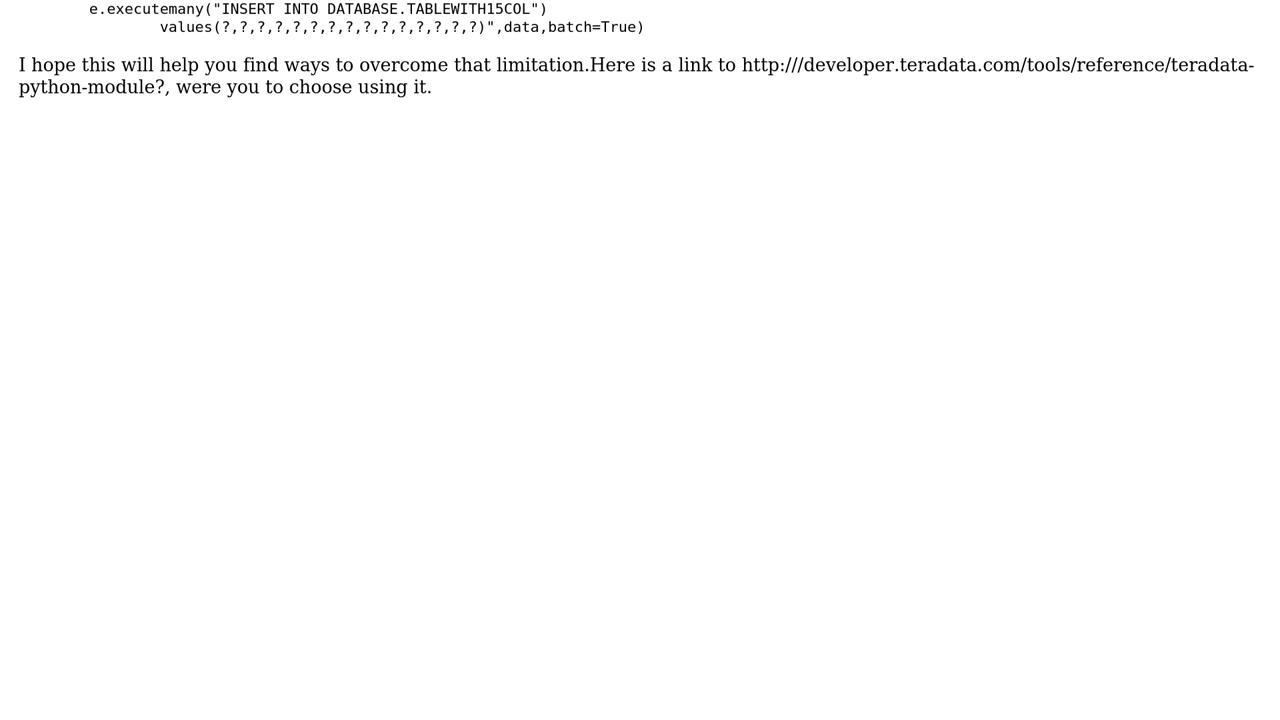 e.executemany("INSERT INTO DATABASE.TABLEWITH15COL")
values(?,?,?,?,?,?,?,?,?,?,?,?,?,?,?)",data,batch=True)
I hope this will help you find ways to overcome that limitation.Here is a link to http:///developer.teradata.com/tools/reference/teradata-
python-module?, were you to choose using it.